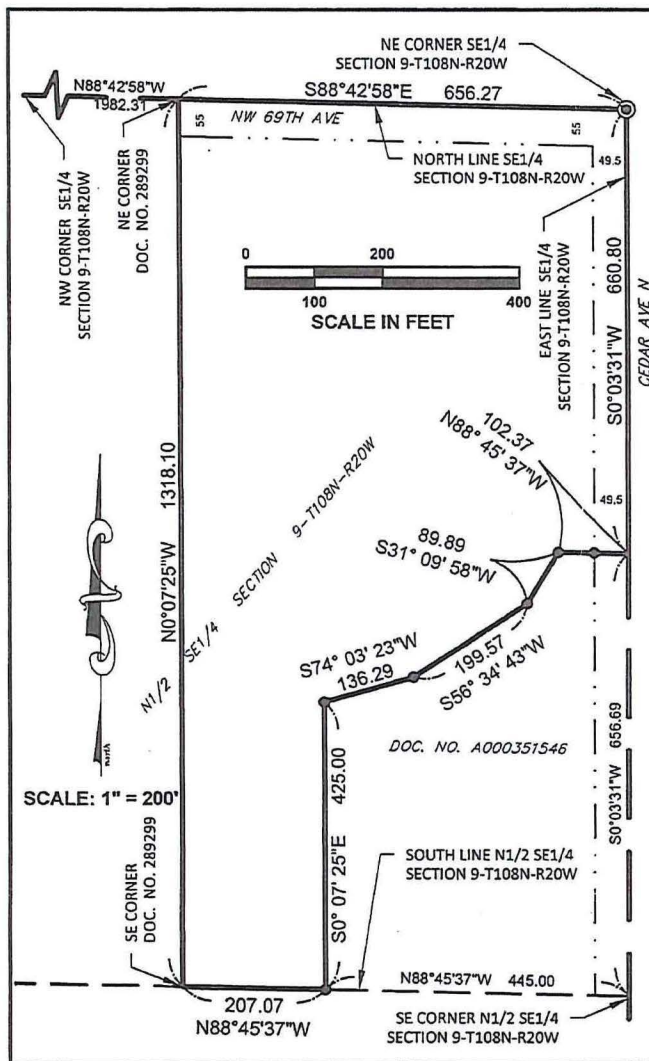 NE CORNER SE1/4
SECTION 9-T108N-R20W
N88°42'58"W
1982.31
S88°42'58"E 656.27
NW 69TH AVE
55
55
49.5
NORTH LINE SE1/4
SECTION 9-T108N-R20W
NW CORNER SE1/4
SECTION 9-T108N-R20W
NE CORNER
DOC. NO. 289299
0 200
100 400
SCALE IN FEET
EAST LINE SE1/4
SECTION 9-T108N-R20W
S0°03'31"W 660.80
CEDAR AVE N
102.37
N88° 45' 37"W
49.5
89.89
S31° 09' 58"W
N0°07'25"W 1318.10
N1/2 SE1/4 SECTION 9-T108N-R20W
S74° 03' 23"W
136.29
199.57
S56° 34' 43"W
north
DOC. NO. A000351546
S0°03'31"W 656.69
SCALE: 1" = 200'
425.00
S0° 07' 25"E
SE CORNER
DOC. NO. 289299
SOUTH LINE N1/2 SE1/4
SECTION 9-T108N-R20W
N88°45'37"W 445.00
207.07
N88°45'37"W
SE CORNER N1/2 SE1/4
SECTION 9-T108N-R20W